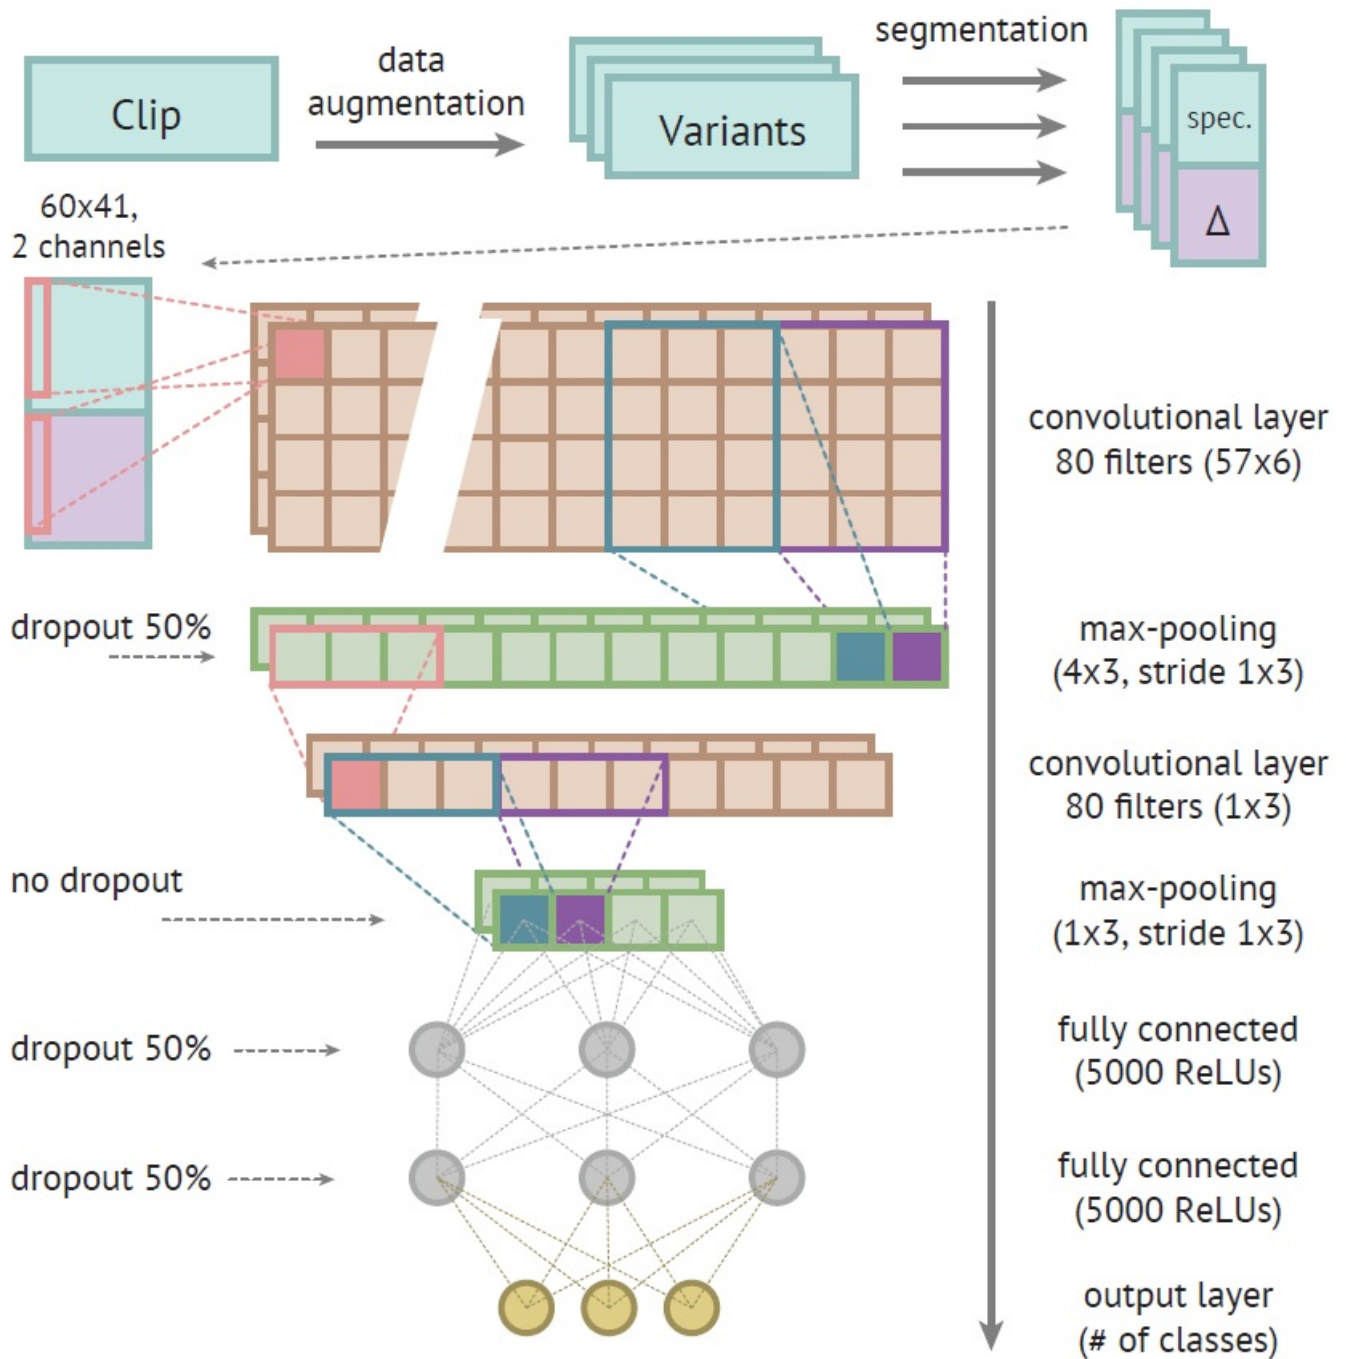 Clip
data
augmentation
Variants
segmentation
spec.
Δ
60x41,
2 channels
convolutional layer
80 filters (57x6)
dropout 50%
max-pooling
(4x3, stride 1x3)
convolutional layer
80 filters (1x3)
no dropout
max-pooling
(1x3, stride 1x3)
dropout 50%
fully connected
(5000 ReLUs)
dropout 50%
fully connected
(5000 ReLUs)
output layer
(# of classes)